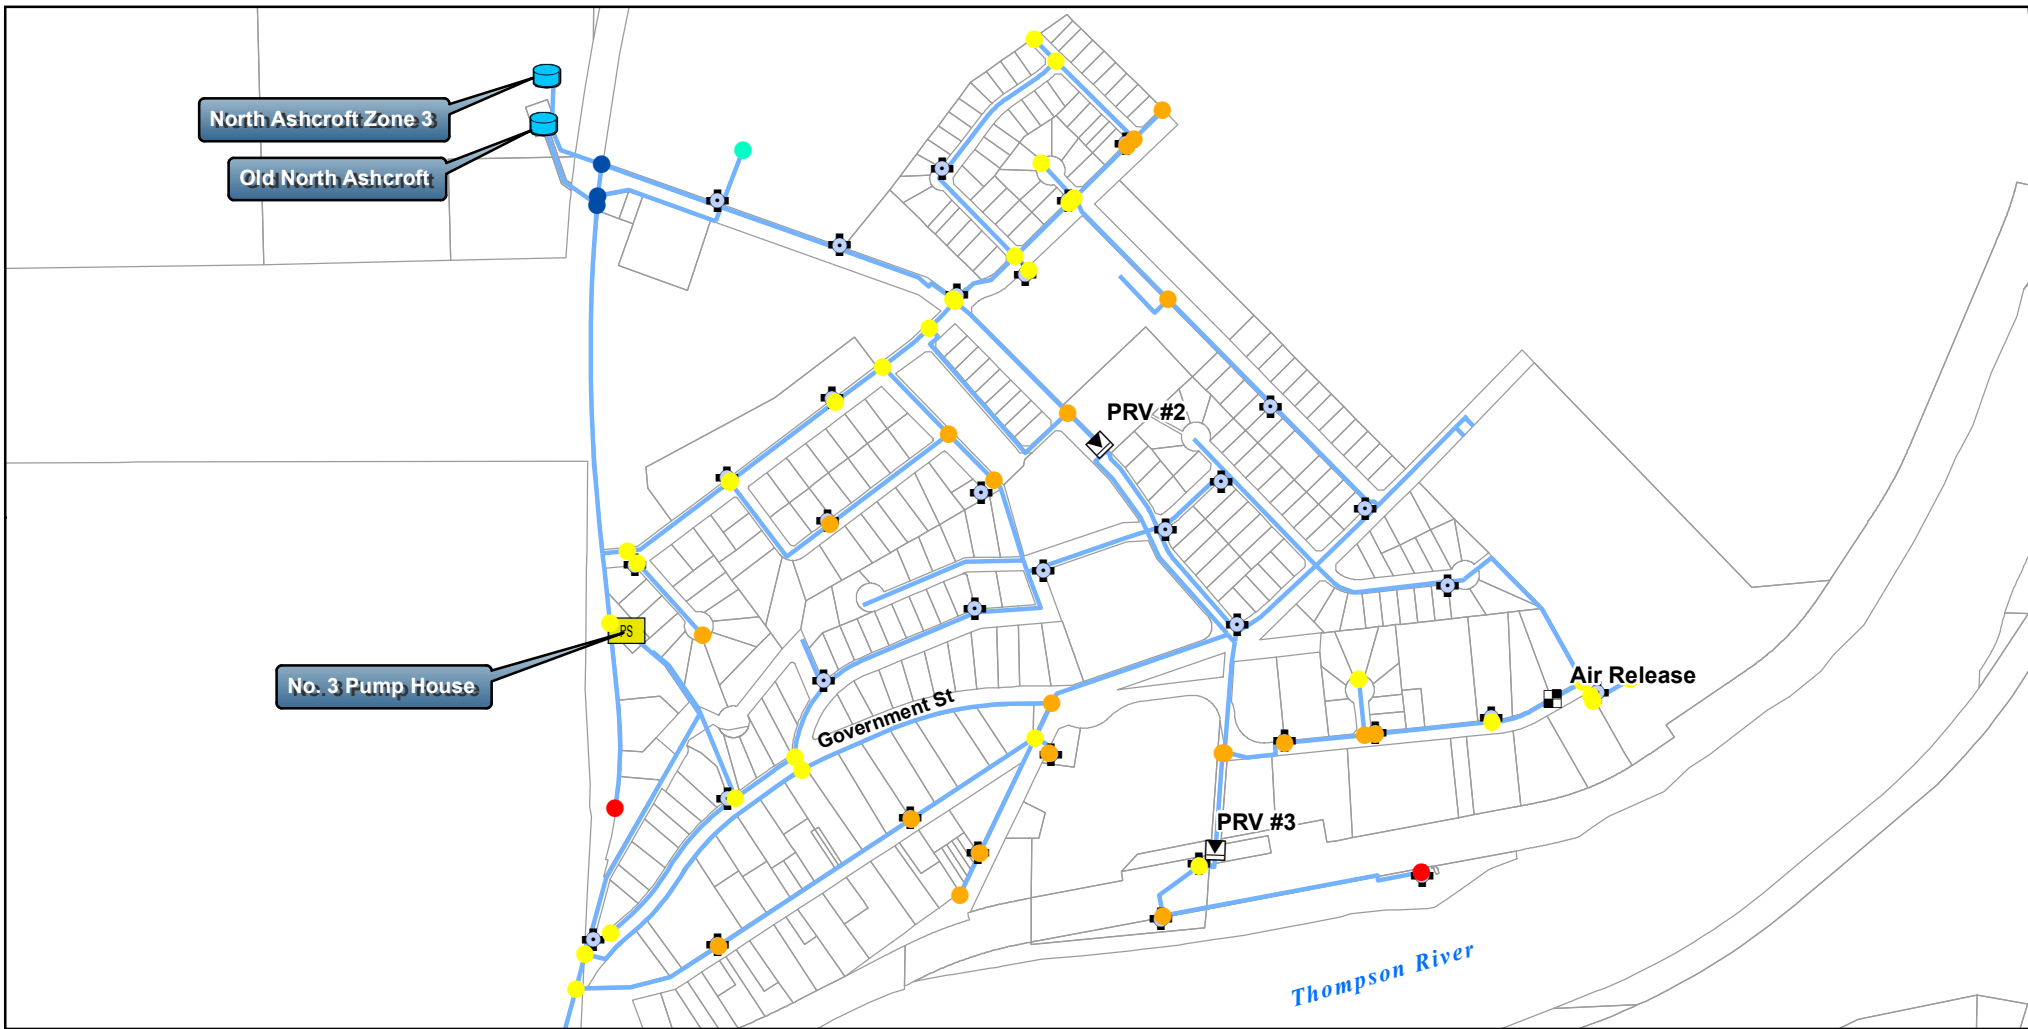 North Ashcroft Zone 3
Old North Ashcroft
PRV #2
PS
No. 3 Pump House
Air Release
Government St
PRV #3
Thompson River